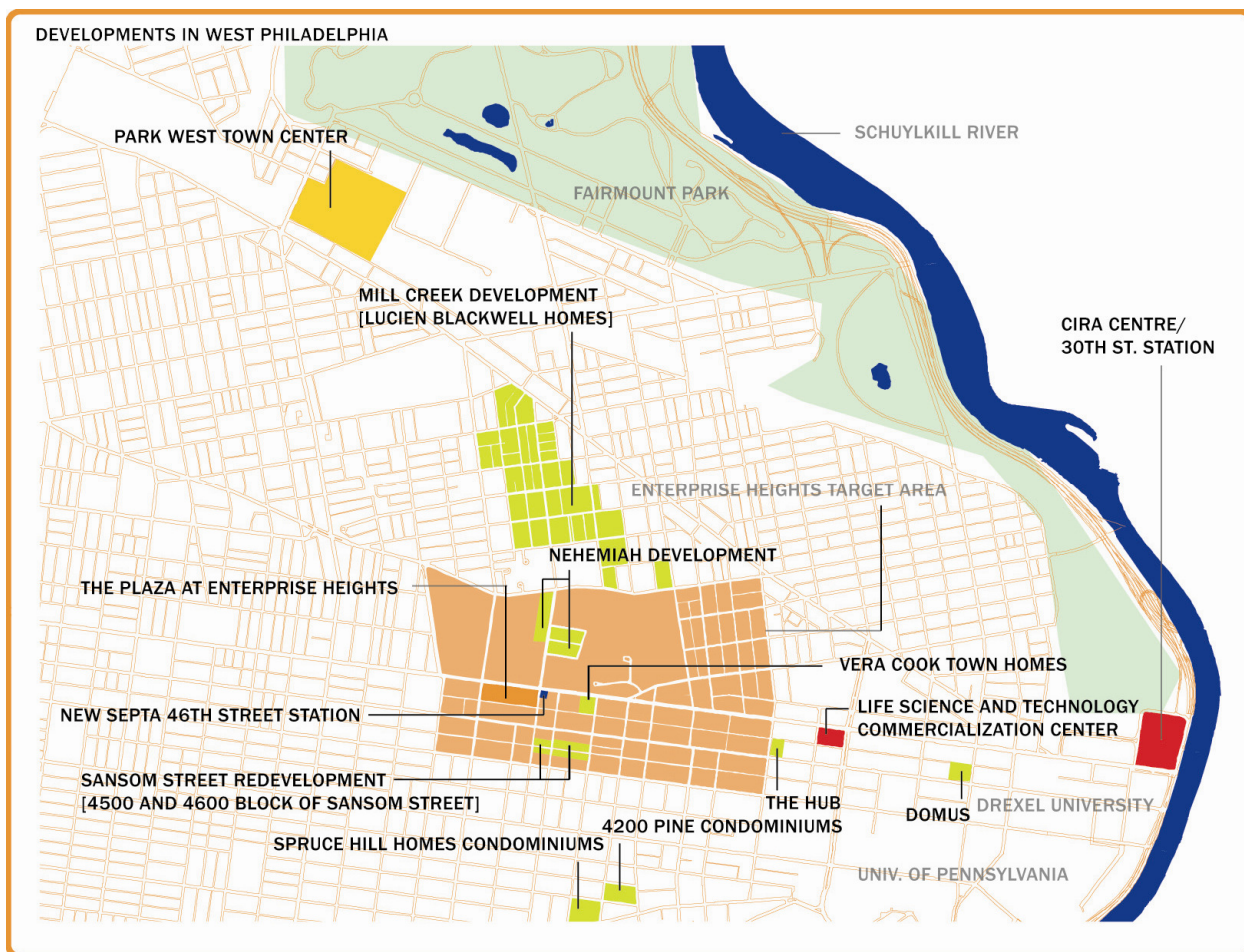 DEVELOPMENTS IN WEST PHILADELPHIA
SCHUYLKILL RIVER
PARK WEST TOWN CENTER
FAIRMOUNT PARK
MILL CREEK DEVELOPMENT
[LUCIEN BLACKWELL HOMES]
CIRA CENTRE/
30TH ST. STATION
ENTERPRISE HEIGHTS TARGET AREA
NEHEMIAH DEVELOPMENT
THE PLAZA AT ENTERPRISE HEIGHTS
VERA COOK TOWN HOMES
NEW SEPTA 46TH STREET STATION
LIFE SCIENCE AND TECHNOLOGY
COMMERCIALIZATION CENTER
SANSOM STREET REDEVELOPMENT
[4500 AND 4600 BLOCK OF SANSOM STREET]
THE HUB
DOMUS
DREXEL UNIVERSITY
4200 PINE CONDOMINIUMS
SPRUCE HILL HOMES CONDOMINIUMS
UNIV. OF PENNSYLVANIA